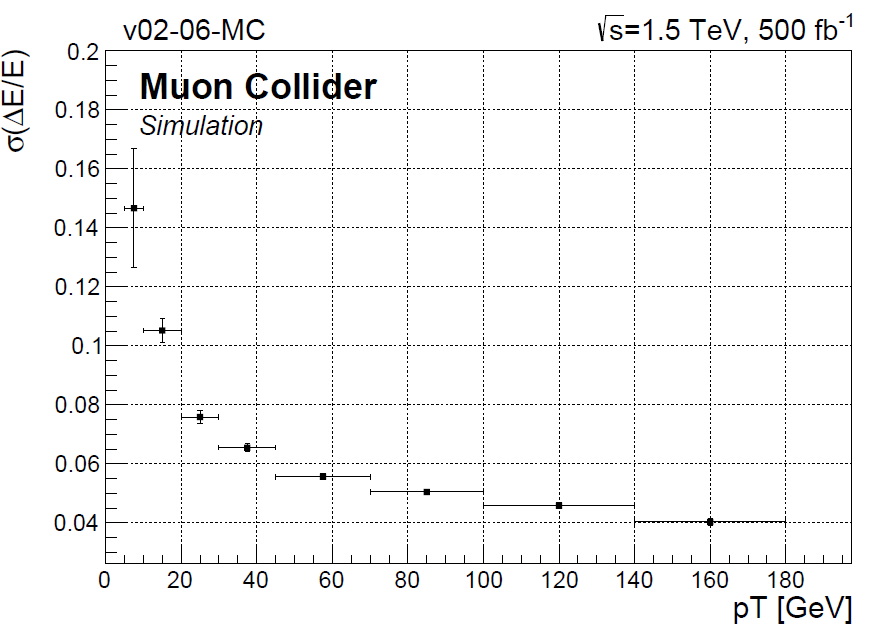 v02-06-MC
√s=1.5 TeV, 500 fb⁻¹
Muon Collider
Simulation
σ(ΔE/E)
0.2
0.18
0.16
0.14
0.12
0.1
0.08
0.06
0.04
0 20 40 60 80 100 120 140 160 180
pT [GeV]